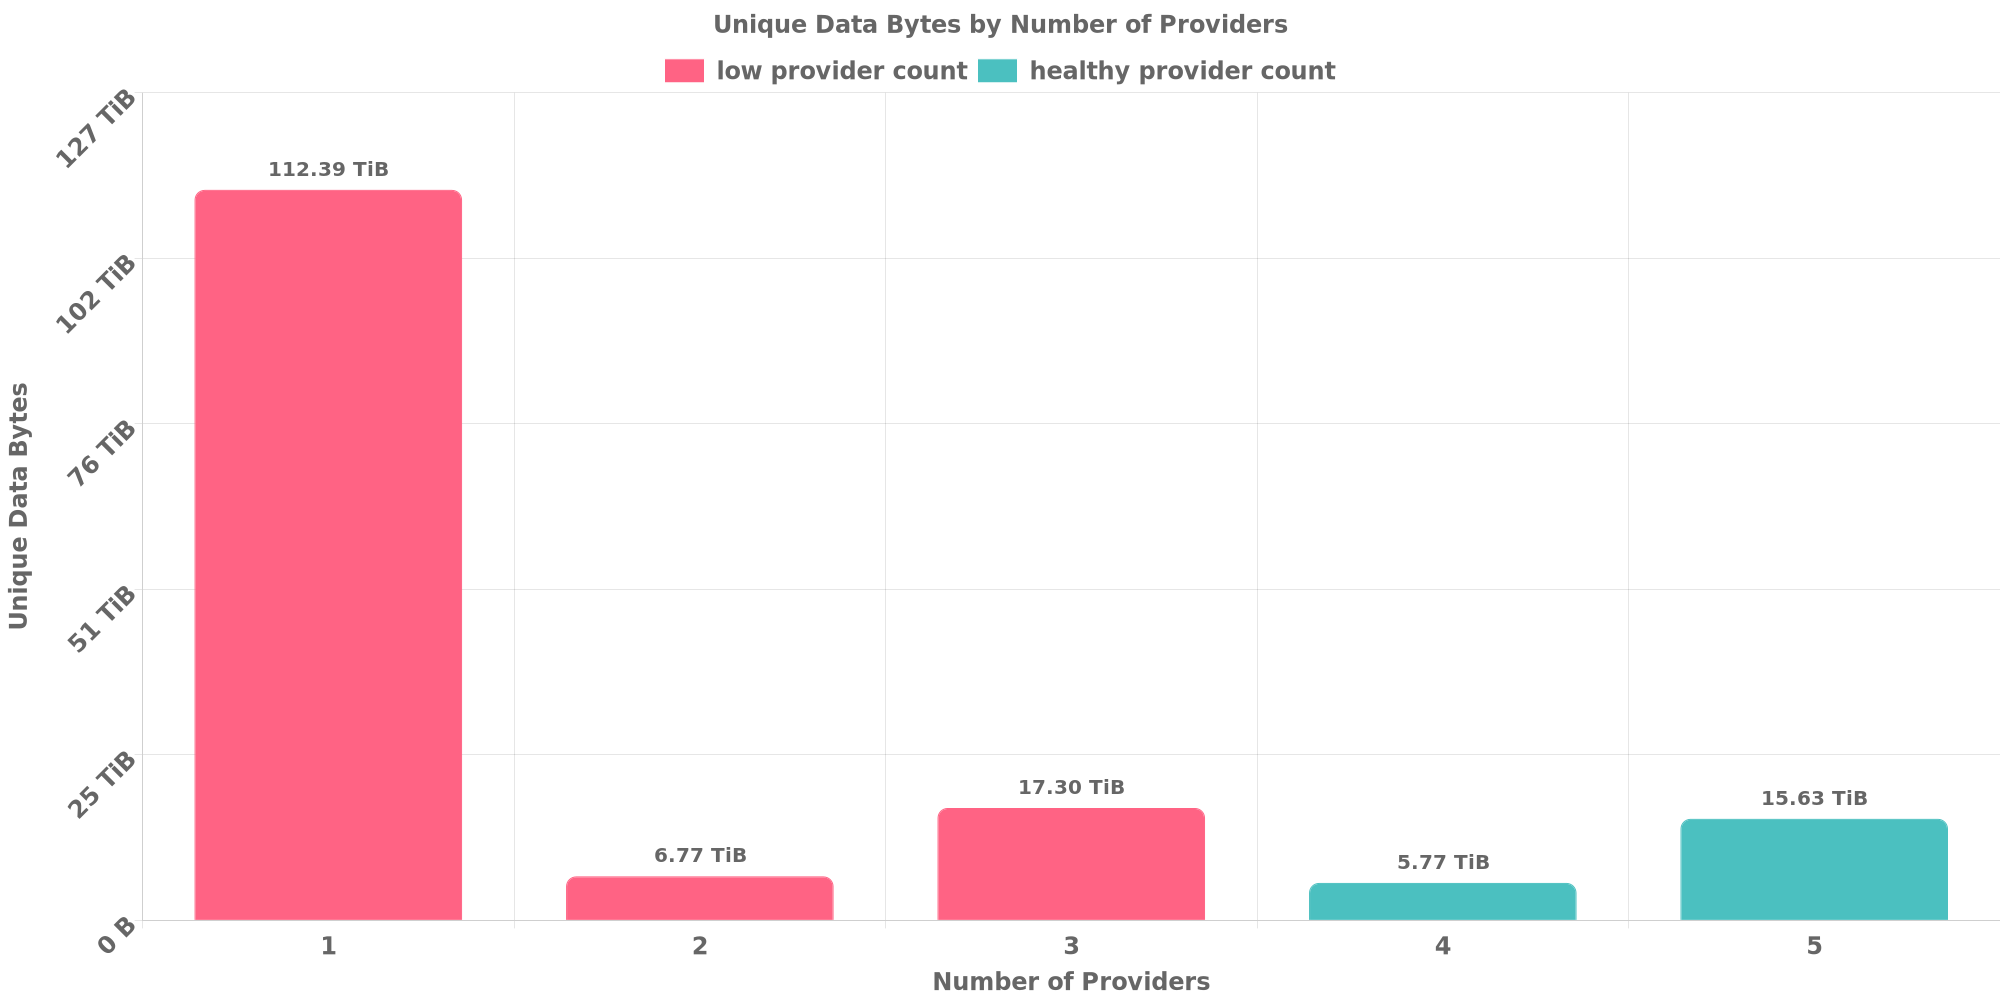 Unique Data Bytes by Number of Providers
low provider count healthy provider count
127 TiB
102 TiB
76 TiB
51 TiB
25 TiB
0 B
Unique Data Bytes
112.39 TiB
6.77 TiB
17.30 TiB
5.77 TiB
15.63 TiB
1 2 3 4 5
Number of Providers